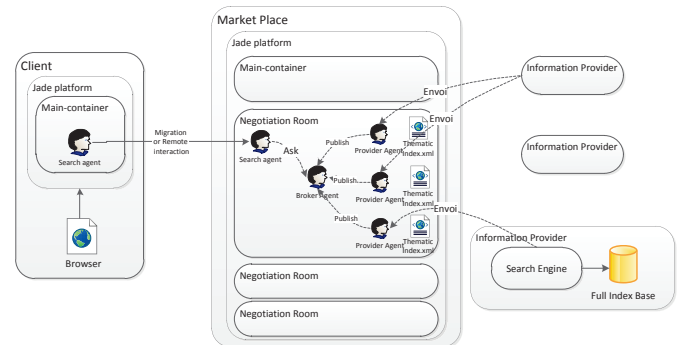 Market Place
Client
Jade platform
Main-container
Search agent
Browser
Migration
or Remote
interaction
Jade platform
Main-container
Negotiation Room
Search agent
Ask
Broker Agent
Publish
Provider Agent
Thematic
Index.xml
Publish
Provider Agent
Thematic
Index.xml
Publish
Provider Agent
Thematic
Index.xml
Negotiation Room
Negotiation Room
Envoi
Envoi
Envoi
Information Provider
Information Provider
Information Provider
Search Engine
Full Index Base